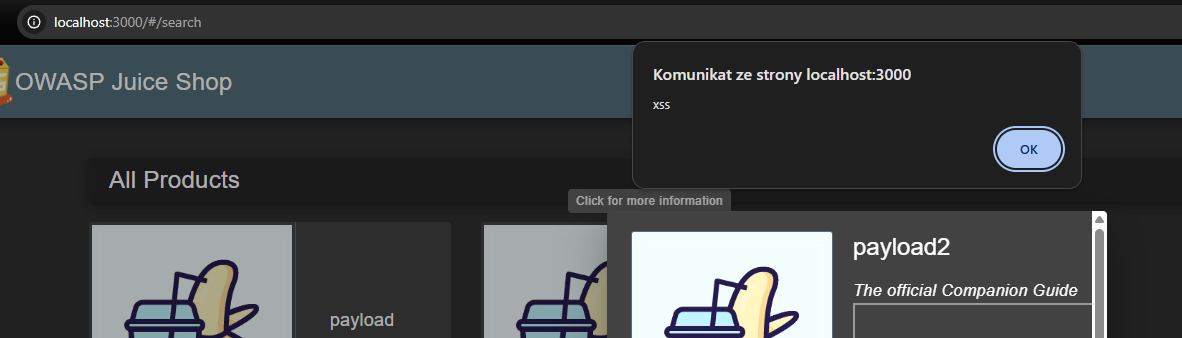 localhost:3000/#/search
OWASP Juice Shop
Komunikat ze strony localhost:3000
xss
OK
All Products
Click for more information
payload
payload2
The official Companion Guide